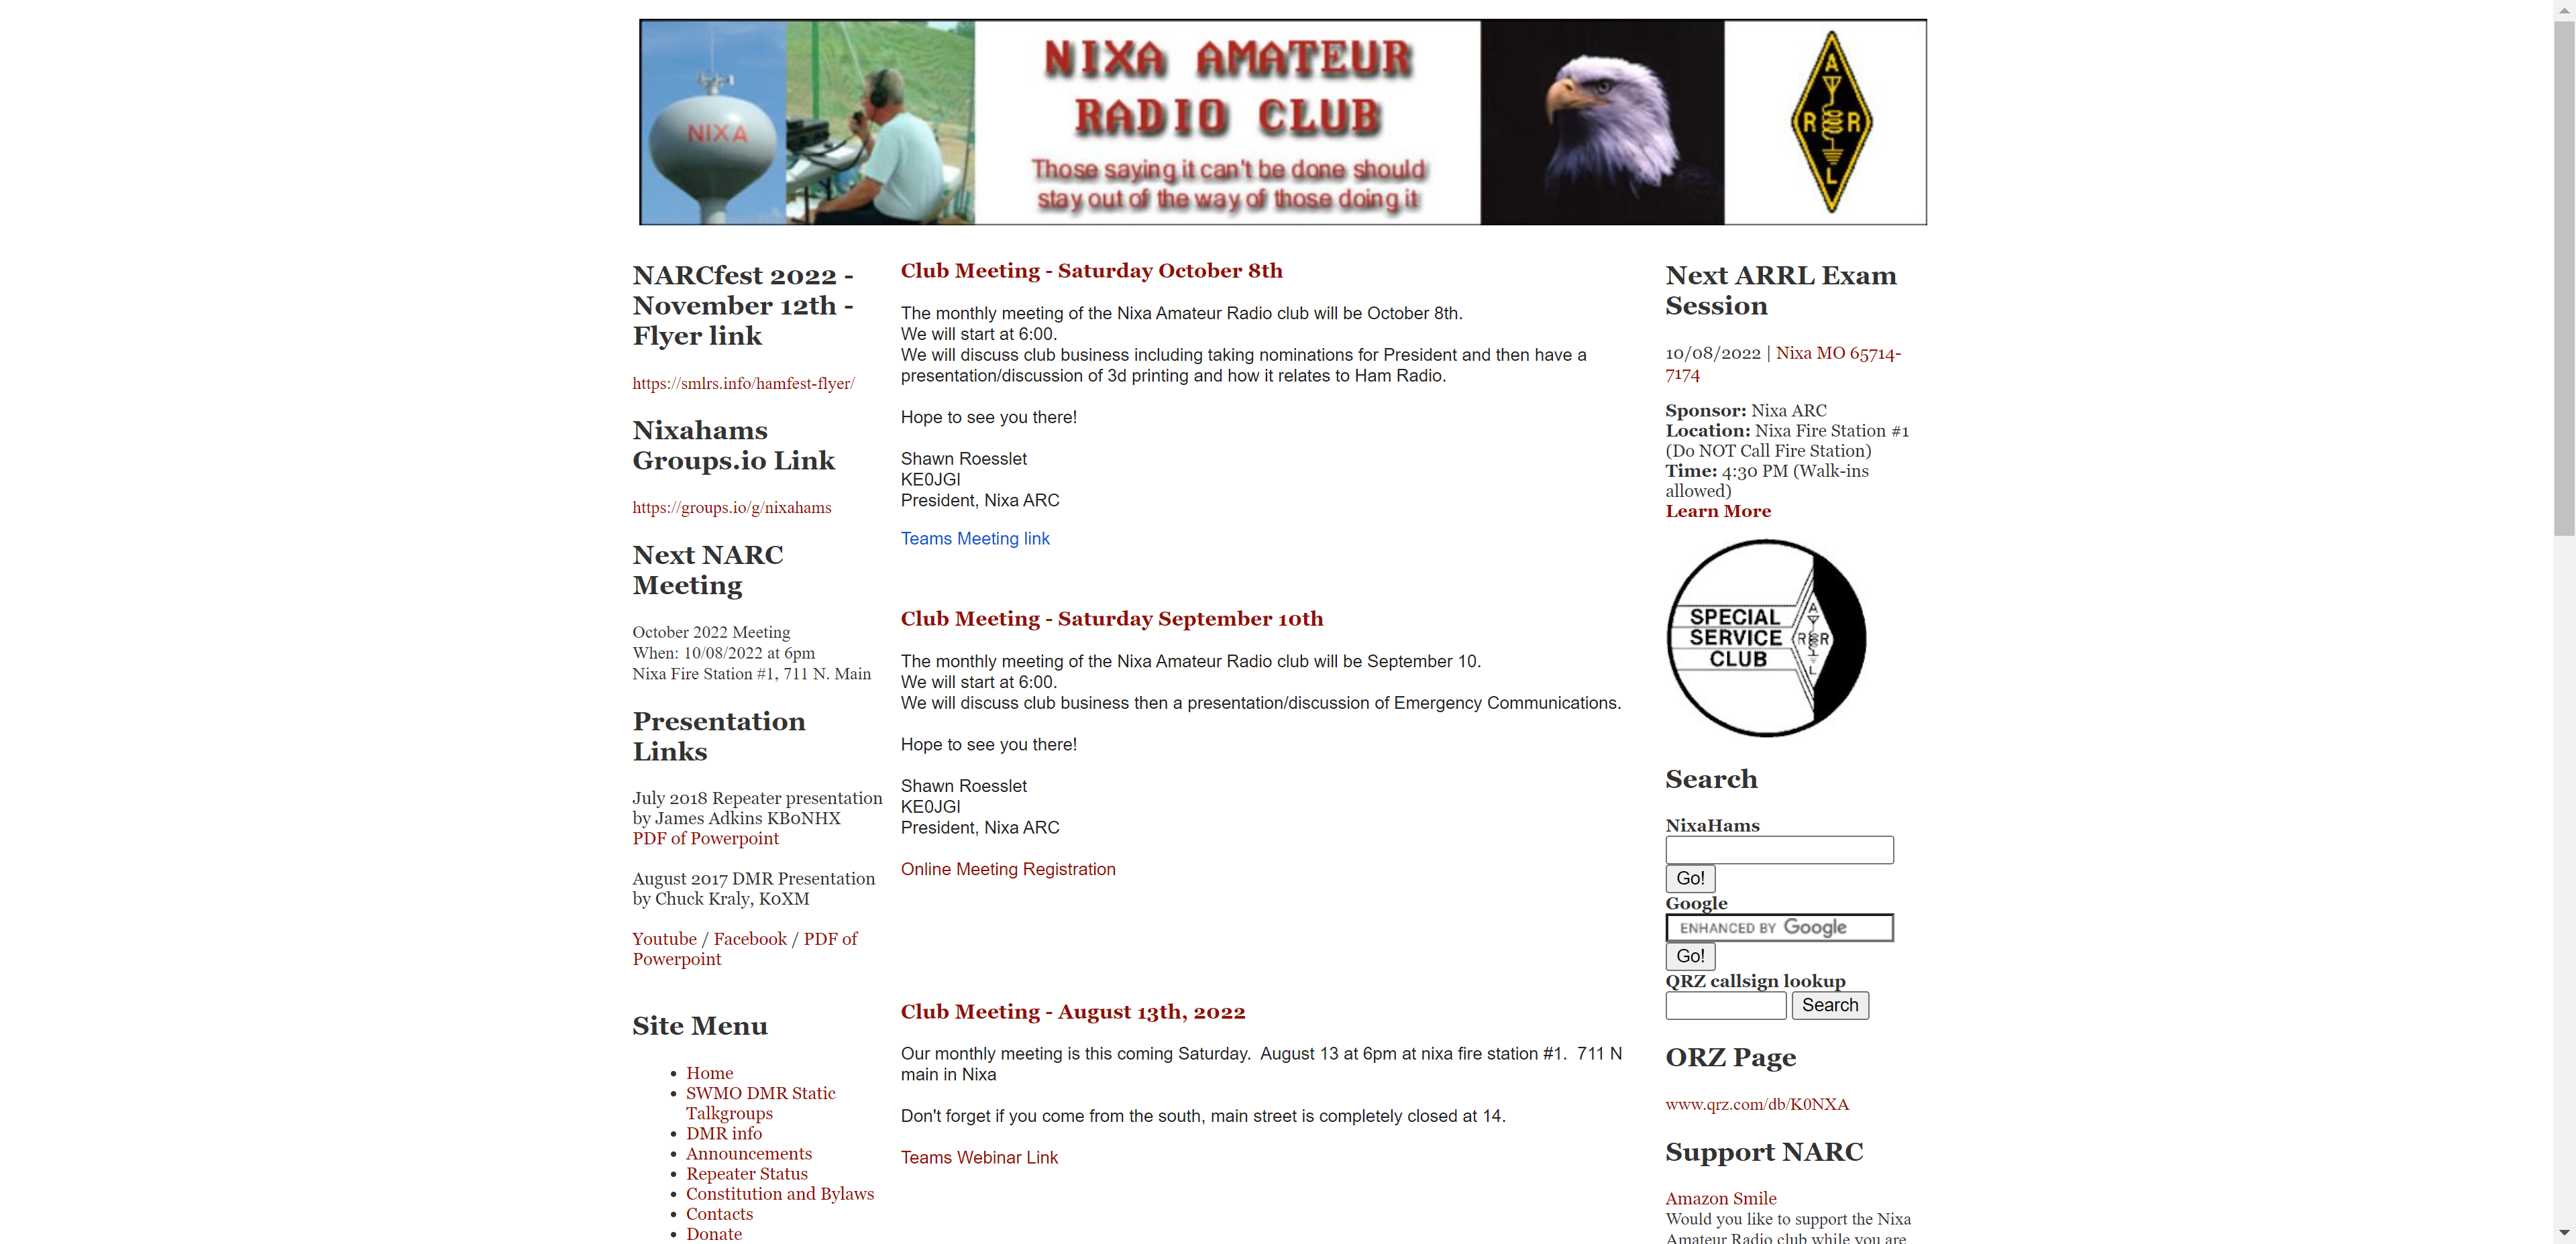 NIXA
NIXA AMATEUR
RADIO CLUB
Those saying it can't be done should
stay out of the way of those doing it
A
R R
L
NARCfest 2022 -
November 12th -
Flyer link
https://smlrs.info/hamfest-flyer/
Nixahams
Groups.io Link
https://groups.io/g/nixahams
Next NARC
Meeting
October 2022 Meeting
When: 10/08/2022 at 6pm
Nixa Fire Station #1, 711 N. Main
Presentation
Links
July 2018 Repeater presentation
by James Adkins KB0NHX
PDF of Powerpoint
August 2017 DMR Presentation
by Chuck Kraly, K0XM
Youtube / Facebook / PDF of
Powerpoint
Site Menu
Home
SWMO DMR Static
Talkgroups
DMR info
Announcements
Repeater Status
Constitution and Bylaws
Contacts
Donate
Club Meeting - Saturday October 8th
The monthly meeting of the Nixa Amateur Radio club will be October 8th.
We will start at 6:00.
We will discuss club business including taking nominations for President and then have a
presentation/discussion of 3d printing and how it relates to Ham Radio.
Hope to see you there!
Shawn Roesslet
KE0JGI
President, Nixa ARC
Teams Meeting link
Club Meeting - Saturday September 10th
The monthly meeting of the Nixa Amateur Radio club will be September 10.
We will start at 6:00.
We will discuss club business then a presentation/discussion of Emergency Communications.
Hope to see you there!
Shawn Roesslet
KE0JGI
President, Nixa ARC
Online Meeting Registration
Club Meeting - August 13th, 2022
Our monthly meeting is this coming Saturday.  August 13 at 6pm at nixa fire station #1.  711 N
main in Nixa
Don't forget if you come from the south, main street is completely closed at 14.
Teams Webinar Link
Next ARRL Exam
Session
10/08/2022 | Nixa MO 65714-
7174
Sponsor: Nixa ARC
Location: Nixa Fire Station #1
(Do NOT Call Fire Station)
Time: 4:30 PM (Walk-ins
allowed)
Learn More
SPECIAL
SERVICE
CLUB
A
R R
L
Search
NixaHams
Go!
Google
ENHANCED BY Google
Go!
QRZ callsign lookup
Search
QRZ Page
www.qrz.com/db/K0NXA
Support NARC
Amazon Smile
Would you like to support the Nixa
Amateur Radio club while you are